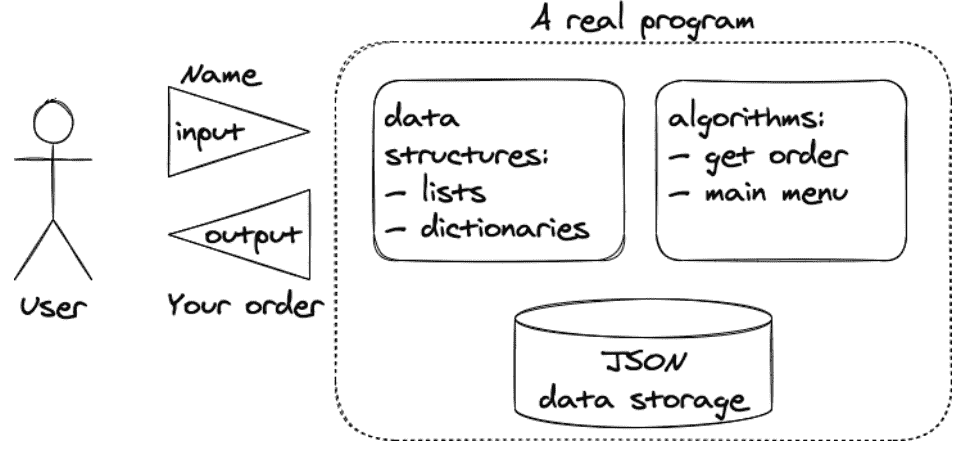 A real program
Name
input
output
User
Your order
data
structures:
- lists
- dictionaries
algorithms:
- get order
- main menu
JSON
data storage